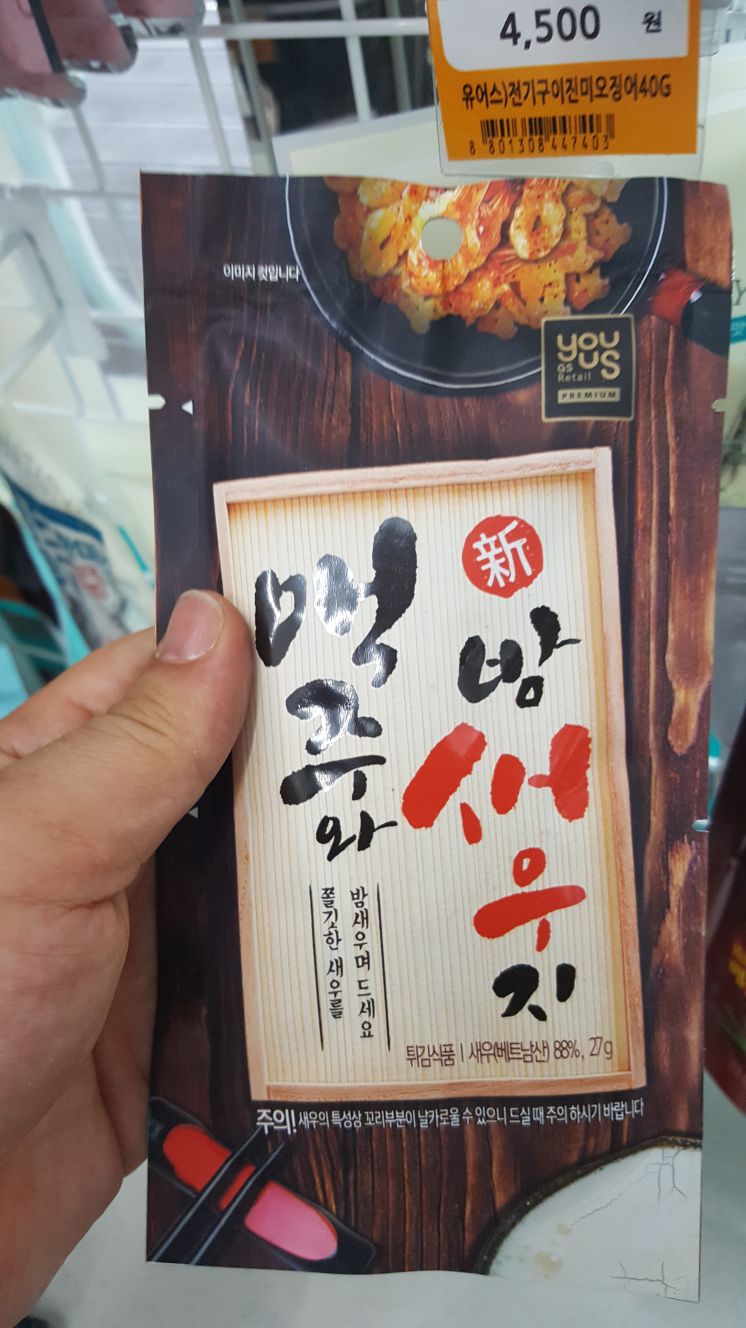 4,500 원
유어스)전기구이진미오징어40G
8 801308 447403
이미지 컷입니다
you
us
GS
Retail
PREMIUM
新
밤새우지
맥주와
밤새우며 드세요
쫄깃한 새우를
튀김식품 | 새우(베트남산) 88%, 27g
주의! 새우의 특성상 꼬리부분이 날카로울 수 있으니 드실 때 주의 하시기 바랍니다